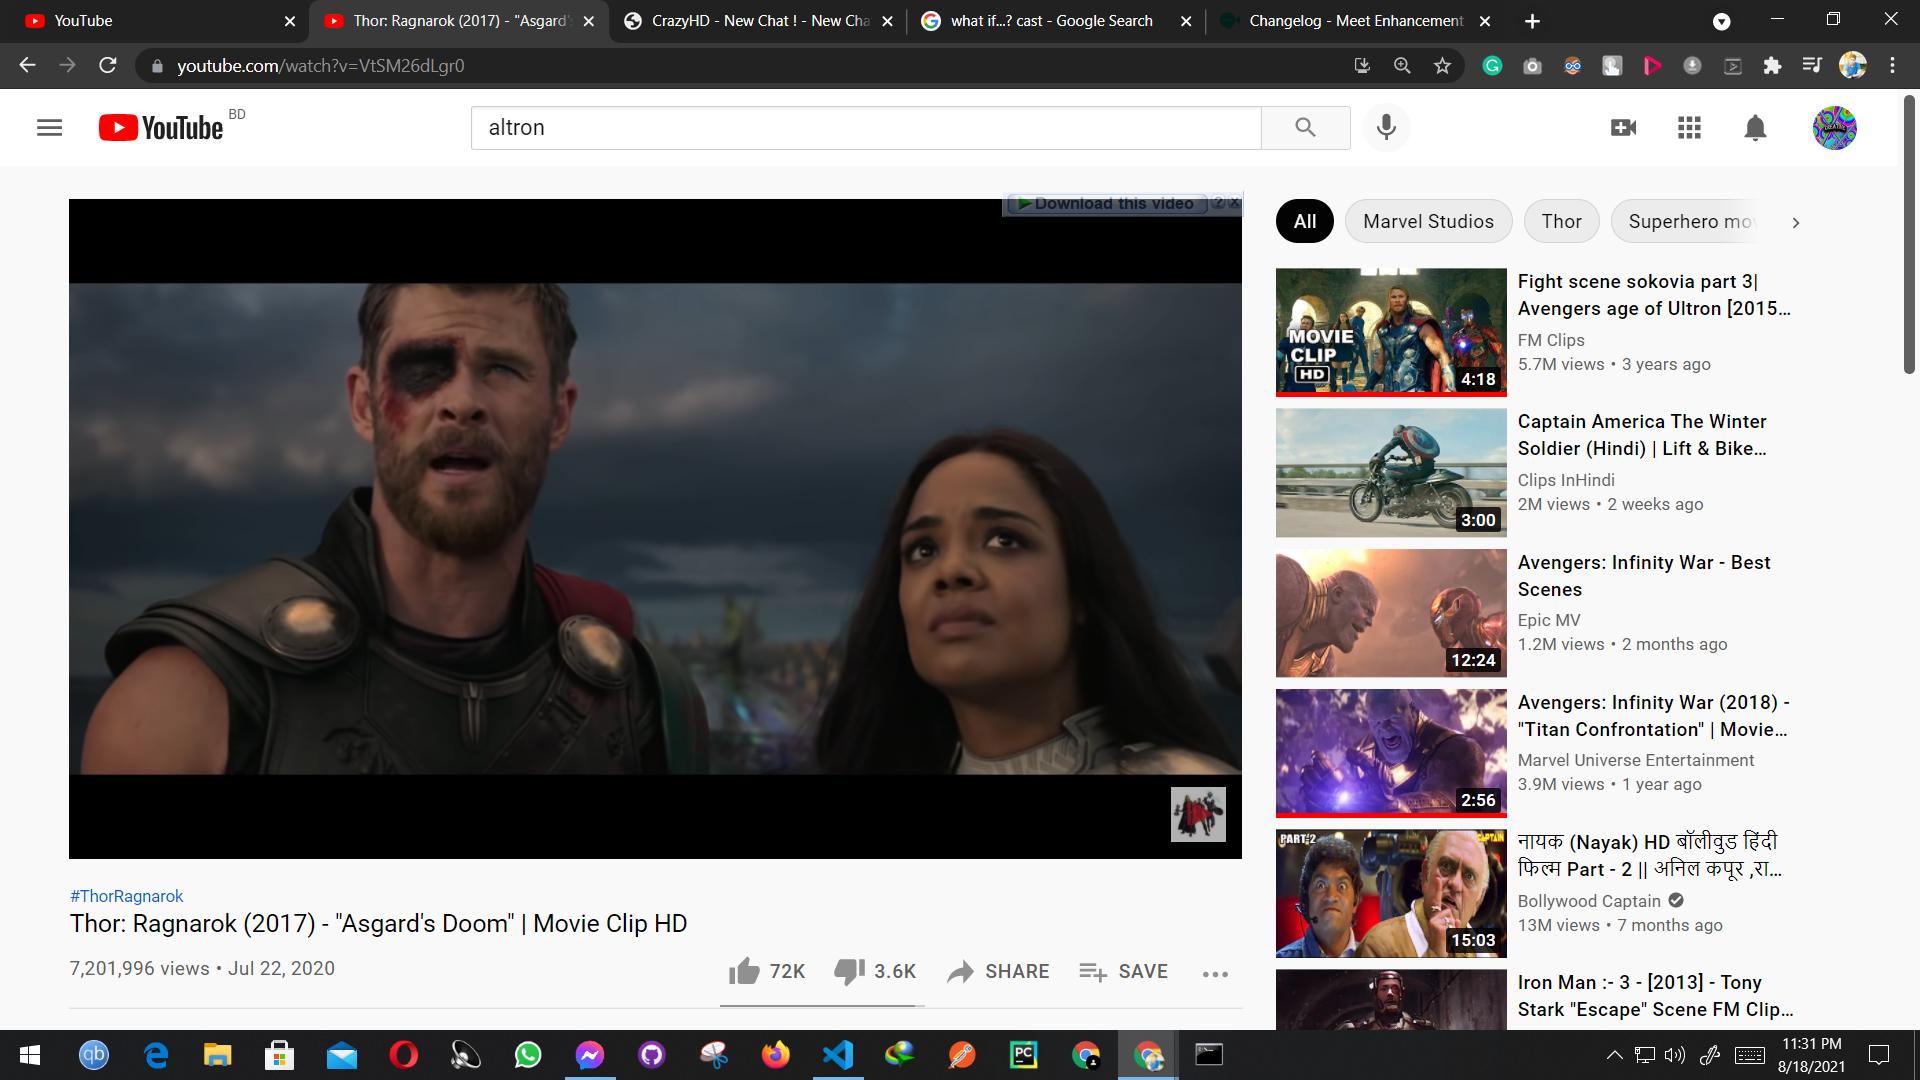 YouTube
Thor: Ragnarok (2017) - "Asgard's
CrazyHD - New Chat ! - New Cha
what if...? cast - Google Search
Changelog - Meet Enhancement
youtube.com/watch?v=VtSM26dLgr0
YouTube BD
altron
Download this video ? x
All
Marvel Studios
Thor
Superhero mov
MOVIE
CLIP
HD
4:18
Fight scene sokovia part 3|
Avengers age of Ultron [2015...
FM Clips
5.7M views • 3 years ago
3:00
Captain America The Winter
Soldier (Hindi) | Lift & Bike...
Clips InHindi
2M views • 2 weeks ago
12:24
Avengers: Infinity War - Best
Scenes
Epic MV
1.2M views • 2 months ago
2:56
Avengers: Infinity War (2018) -
"Titan Confrontation" | Movie...
Marvel Universe Entertainment
3.9M views • 1 year ago
PART-2
CAPTAIN
15:03
नायक (Nayak) HD बॉलीवुड हिंदी
फिल्म Part - 2 || अनिल कपूर ,रा...
Bollywood Captain
13M views • 7 months ago
Iron Man :- 3 - [2013] - Tony
Stark "Escape" Scene FM Clip...
#ThorRagnarok
Thor: Ragnarok (2017) - "Asgard's Doom" | Movie Clip HD
7,201,996 views • Jul 22, 2020
72K
3.6K
SHARE
SAVE
qb
PC
11:31 PM
8/18/2021